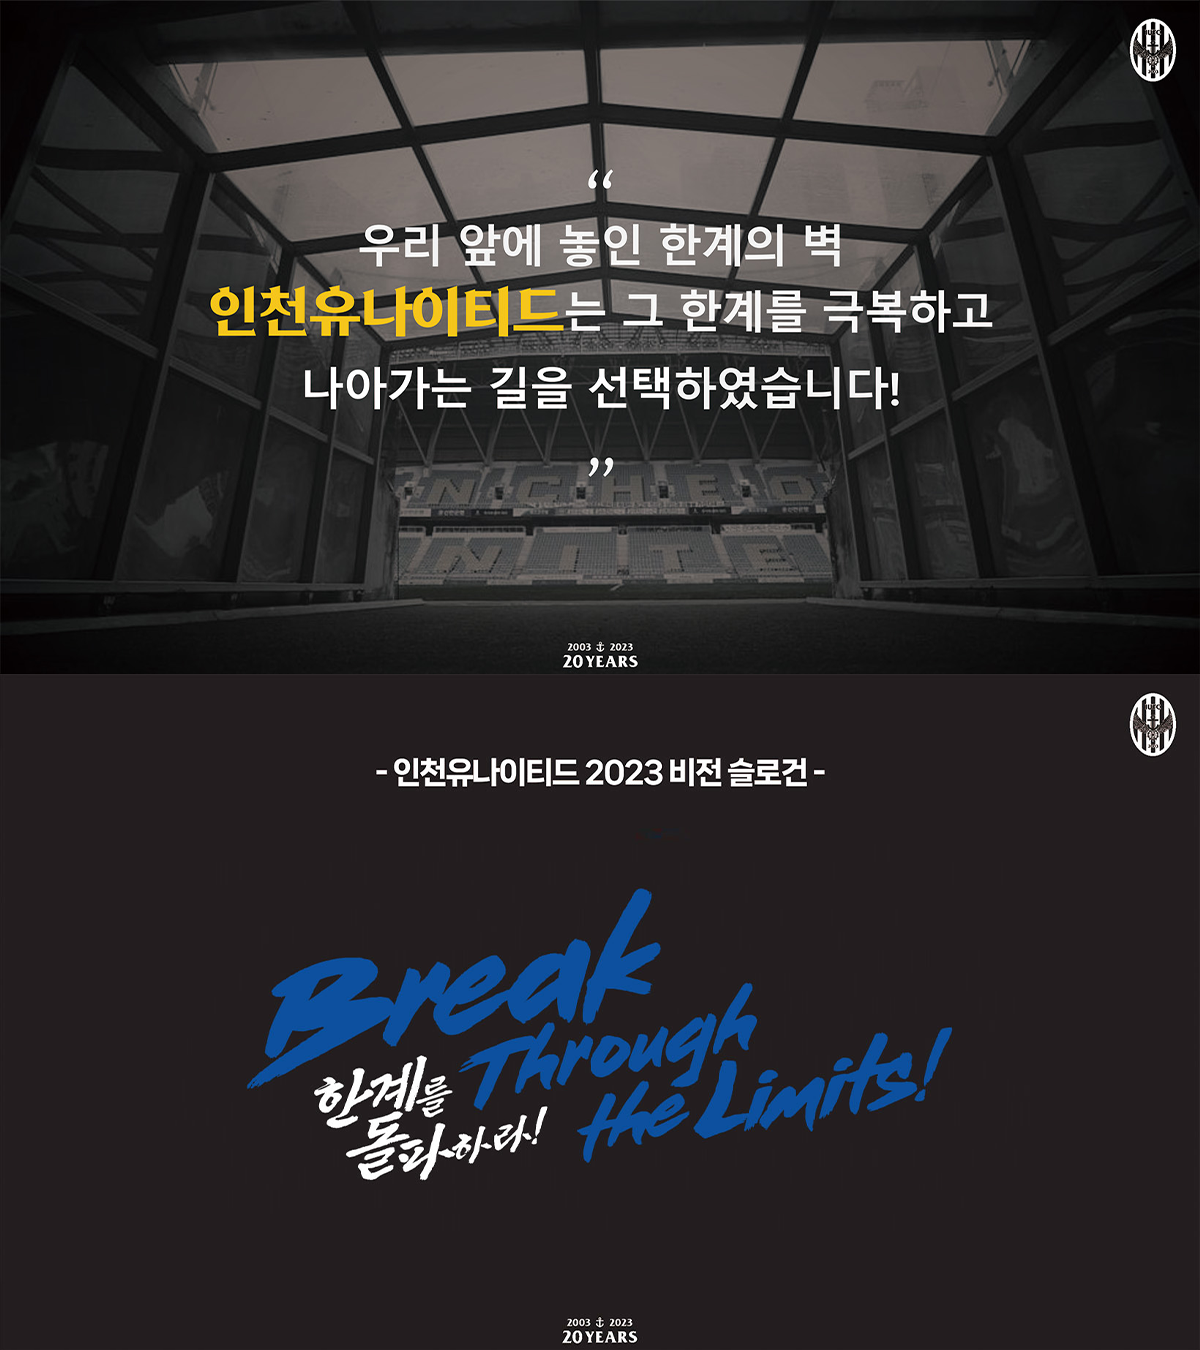 IUFC
“
우리 앞에 놓인 한계의 벽
인천유나이티드는 그 한계를 극복하고
나아가는 길을 선택하였습니다!
”
NCHEO
NITE
2003 2023
20 YEARS
- 인천유나이티드 2023 비전 슬로건 -
Break
Through
the Limits!
한계를
돌파하라!
2003 2023
20 YEARS